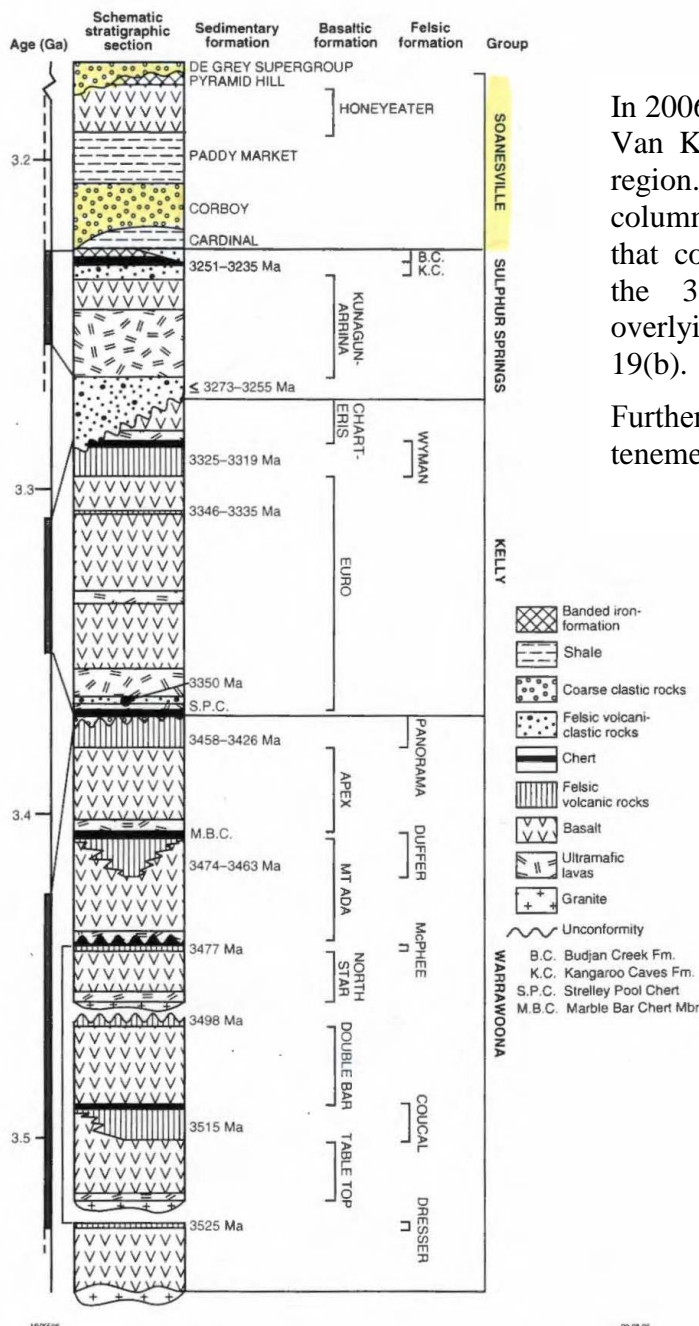 Age (Ga)
Schematic
stratigraphic
section
Sedimentary
formation
Basaltic
formation
Felsic
formation
Group
DE GREY SUPERGROUP
PYRAMID HILL
HONEYEATER
3.2
PADDY MARKET
CORBOY
CARDINAL
SOANESVILLE
3251–3235 Ma
B.C.
K.C.
KUNAGUN-
ARRINA
SULPHUR SPRINGS
≤ 3273–3255 Ma
CHART-
ERIS
WYMAN
3325–3319 Ma
3.3
3346–3335 Ma
EURO
KELLY
3350 Ma
S.P.C.
3458–3426 Ma
PANORAMA
APEX
3.4
M.B.C.
DUFFER
3474–3463 Ma
MT ADA
McPHEE
3477 Ma
NORTH
STAR
WARRAWOONA
3498 Ma
DOUBLE BAR
COUCAL
3.5
3515 Ma
TABLE TOP
DRESSER
3525 Ma
Banded iron-
formation
Shale
Coarse clastic rocks
Felsic volcani-
clastic rocks
Chert
Felsic
volcanic rocks
Basalt
Ultramafic
lavas
Granite
Unconformity
B.C. Budjan Creek Fm.
K.C. Kangaroo Caves Fm.
S.P.C. Strelley Pool Chert
M.B.C. Marble Bar Chert Mbr
In 2006
Van K
region.
column
that co
the 3
overlyi
19(b).
Further
teneme